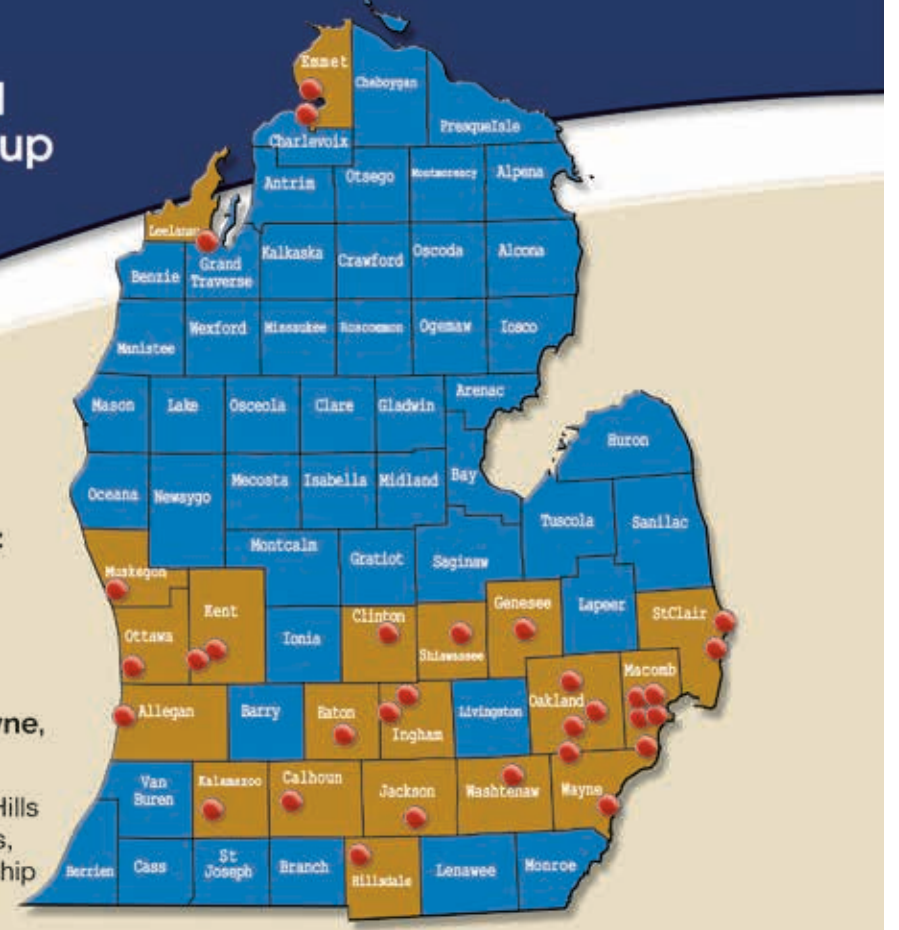 up
Emmet
Cheboygan
PresqueIsle
Charlevoix
Antrim
Otsego
Montmorency
Alpena
Leelanau
Benzie
Grand
Traverse
Kalkaska
Crawford
Oscoda
Alcona
Manistee
Wexford
Missaukee
Roscommon
Ogemaw
Iosco
Mason
Lake
Osceola
Clare
Gladwin
Arenac
Huron
Oceana
Newaygo
Mecosta
Isabella
Midland
Bay
Tuscola
Sanilac
Montcalm
Gratiot
Saginaw
Muskegon
Kent
Ottawa
Ionia
Clinton
Shiawassee
Genesee
Lapeer
StClair
Allegan
Barry
Eaton
Ingham
Livingston
Oakland
Macomb
yne,
Van
Buren
Kalamazoo
Calhoun
Jackson
Washtenaw
Wayne
Hills
s,
hip
Berrien
Cass
St
Joseph
Branch
Hillsdale
Lenawee
Monroe